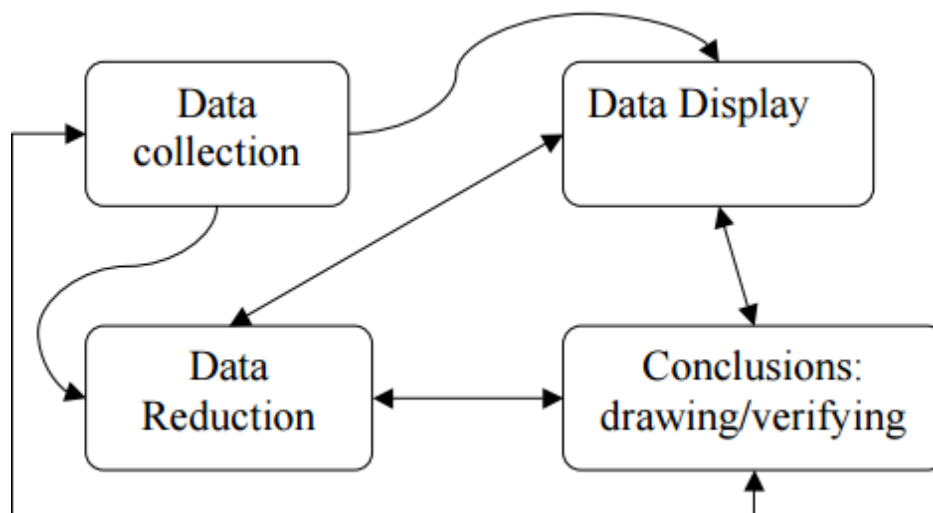 Data
collection
Data Display
Data
Reduction
Conclusions:
drawing/verifying